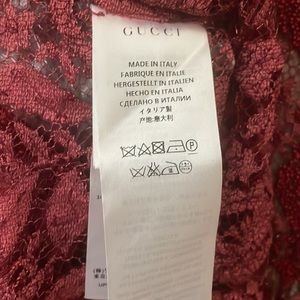 GUCCI
MADE IN ITALY
FABRIQUÉ EN ITALIE
HERGESTELLT IN ITALIEN
HECHO EN ITALIA
СДЕЛАНО В ИТАЛИИ
イタリア製
产地:意大利
P